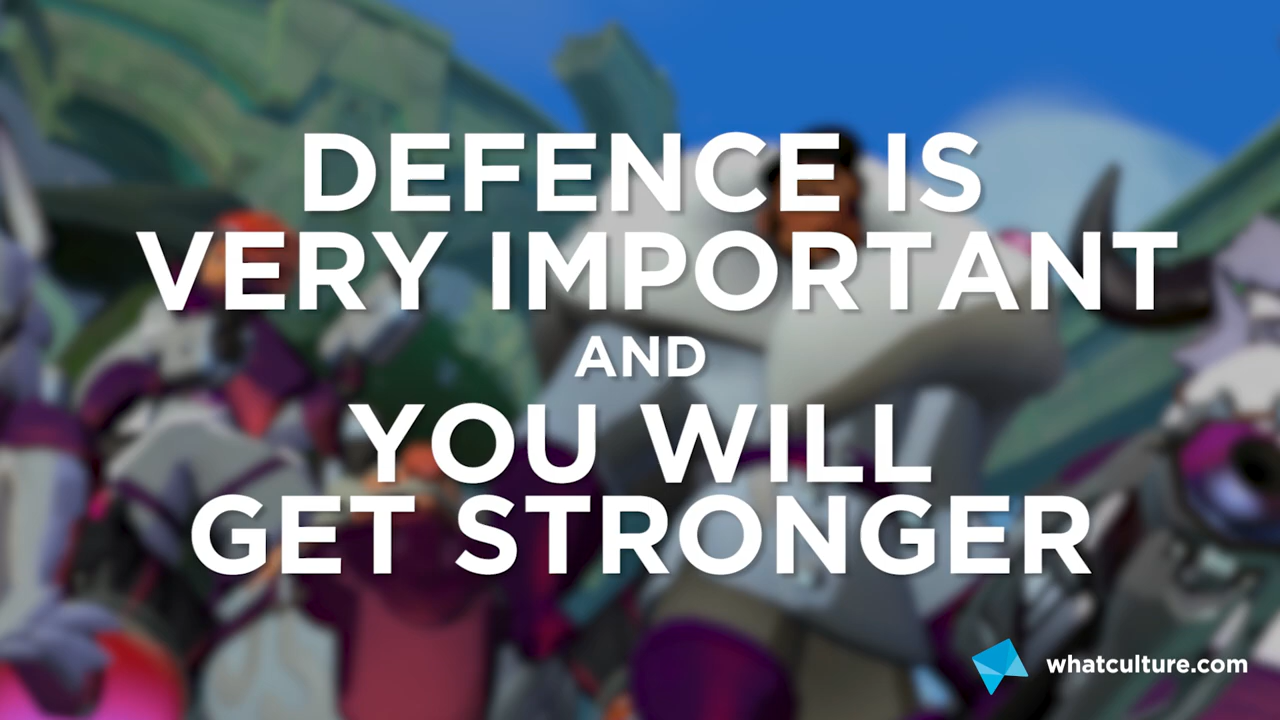 DEFENCE IS
VERY IMPORTANT
AND
YOU WILL
GET STRONGER
whatculture.com